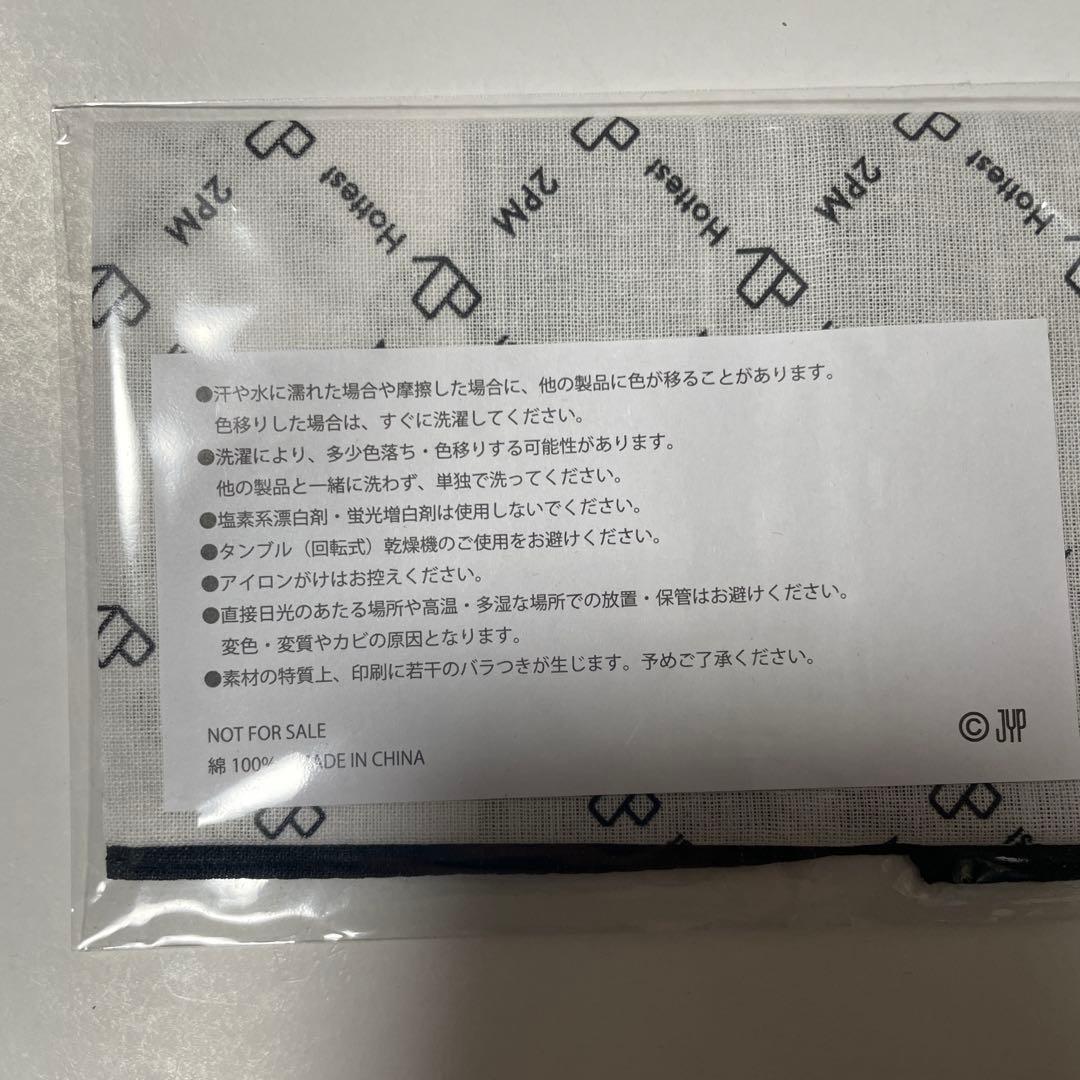 2PM Hottest 2PM Hottest 2PM Hottest
●汗や水に濡れた場合や摩擦した場合に、他の製品に色が移ることがあります。
色移りした場合は、すぐに洗濯してください。
●洗濯により、多少色落ち・色移りする可能性があります。
他の製品と一緒に洗わず、単独で洗ってください。
●塩素系漂白剤・蛍光増白剤は使用しないでください。
●タンブル（回転式）乾燥機のご使用をお避けください。
●アイロンがけはお控えください。
●直接日光のあたる場所や高温・多湿な場所での放置・保管はお避けください。
変色・変質やカビの原因となります。
●素材の特質上、印刷に若干のバラつきが生じます。予めご了承ください。
NOT FOR SALE
© JYP
綿 100% MADE IN CHINA